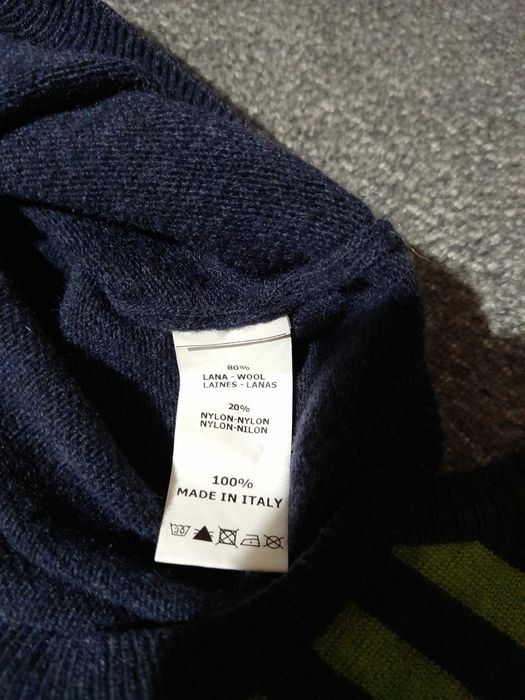 80%
LANA - WOOL
LAINES - LANAS
20%
NYLON-NYLON
NYLON-NILON
100%
MADE IN ITALY